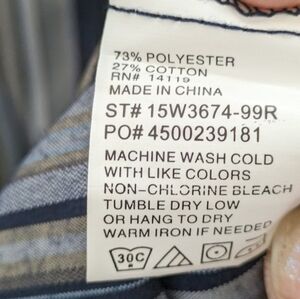 73% POLYESTER
27% COTTON
RN# 14119
MADE IN CHINA
ST# 15W3674-99R
PO# 4500239181
MACHINE WASH COLD
WITH LIKE COLORS
NON-CHLORINE BLEACH
TUMBLE DRY LOW
OR HANG TO DRY
WARM IRON IF NEEDED
30C